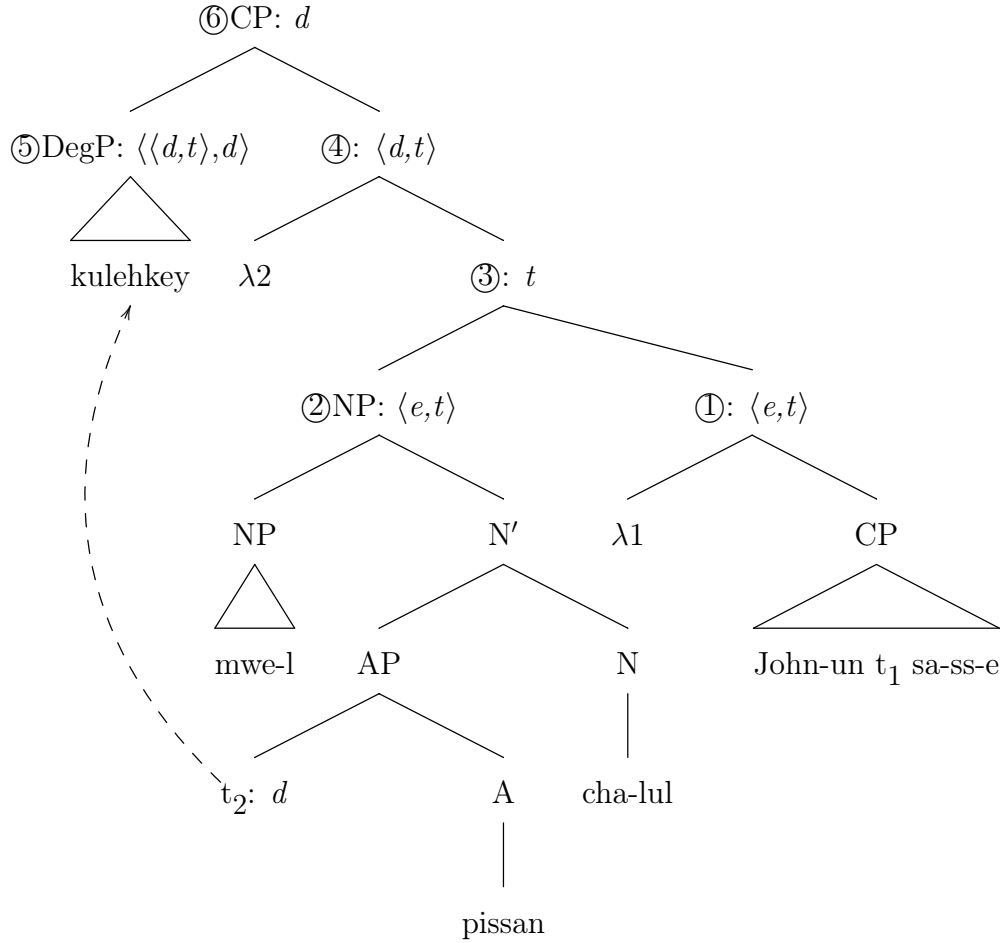 ⑥CP: d
⑤DegP: ⟨⟨d,t⟩,d⟩ ④: ⟨d,t⟩
kulehkey λ2 ③: t
②NP: ⟨e,t⟩ ①: ⟨e,t⟩
NP N′ λ1 CP
mwe-l AP N John-un t₁ sa-ss-e
t₂: d A cha-lul
pissan